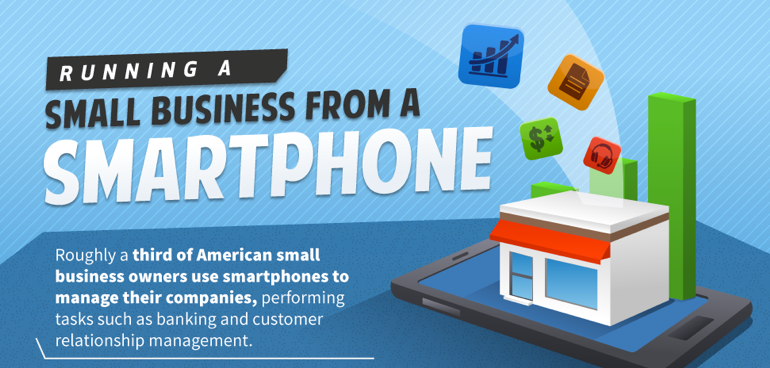 RUNNING A
SMALL BUSINESS FROM A
SMARTPHONE
Roughly a third of American small
business owners use smartphones to
manage their companies, performing
tasks such as banking and customer
relationship management.
$